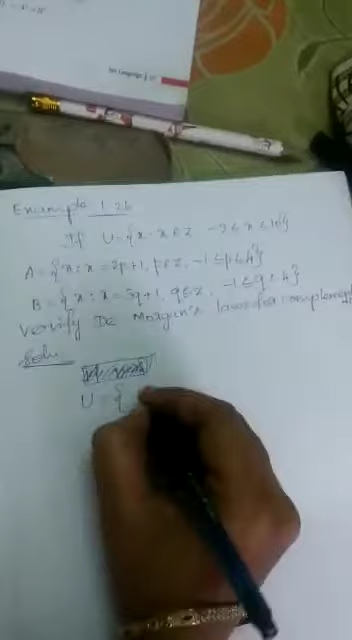 Example 1.26
If U={x: x∈Z, -2≤x≤10}
A={x: x=2p+1, p∈Z, -1≤p≤4}
B={x: x=3q+1, q∈Z, -1≤q<4}
verify De Morgan's laws for complement
Soln
U = {